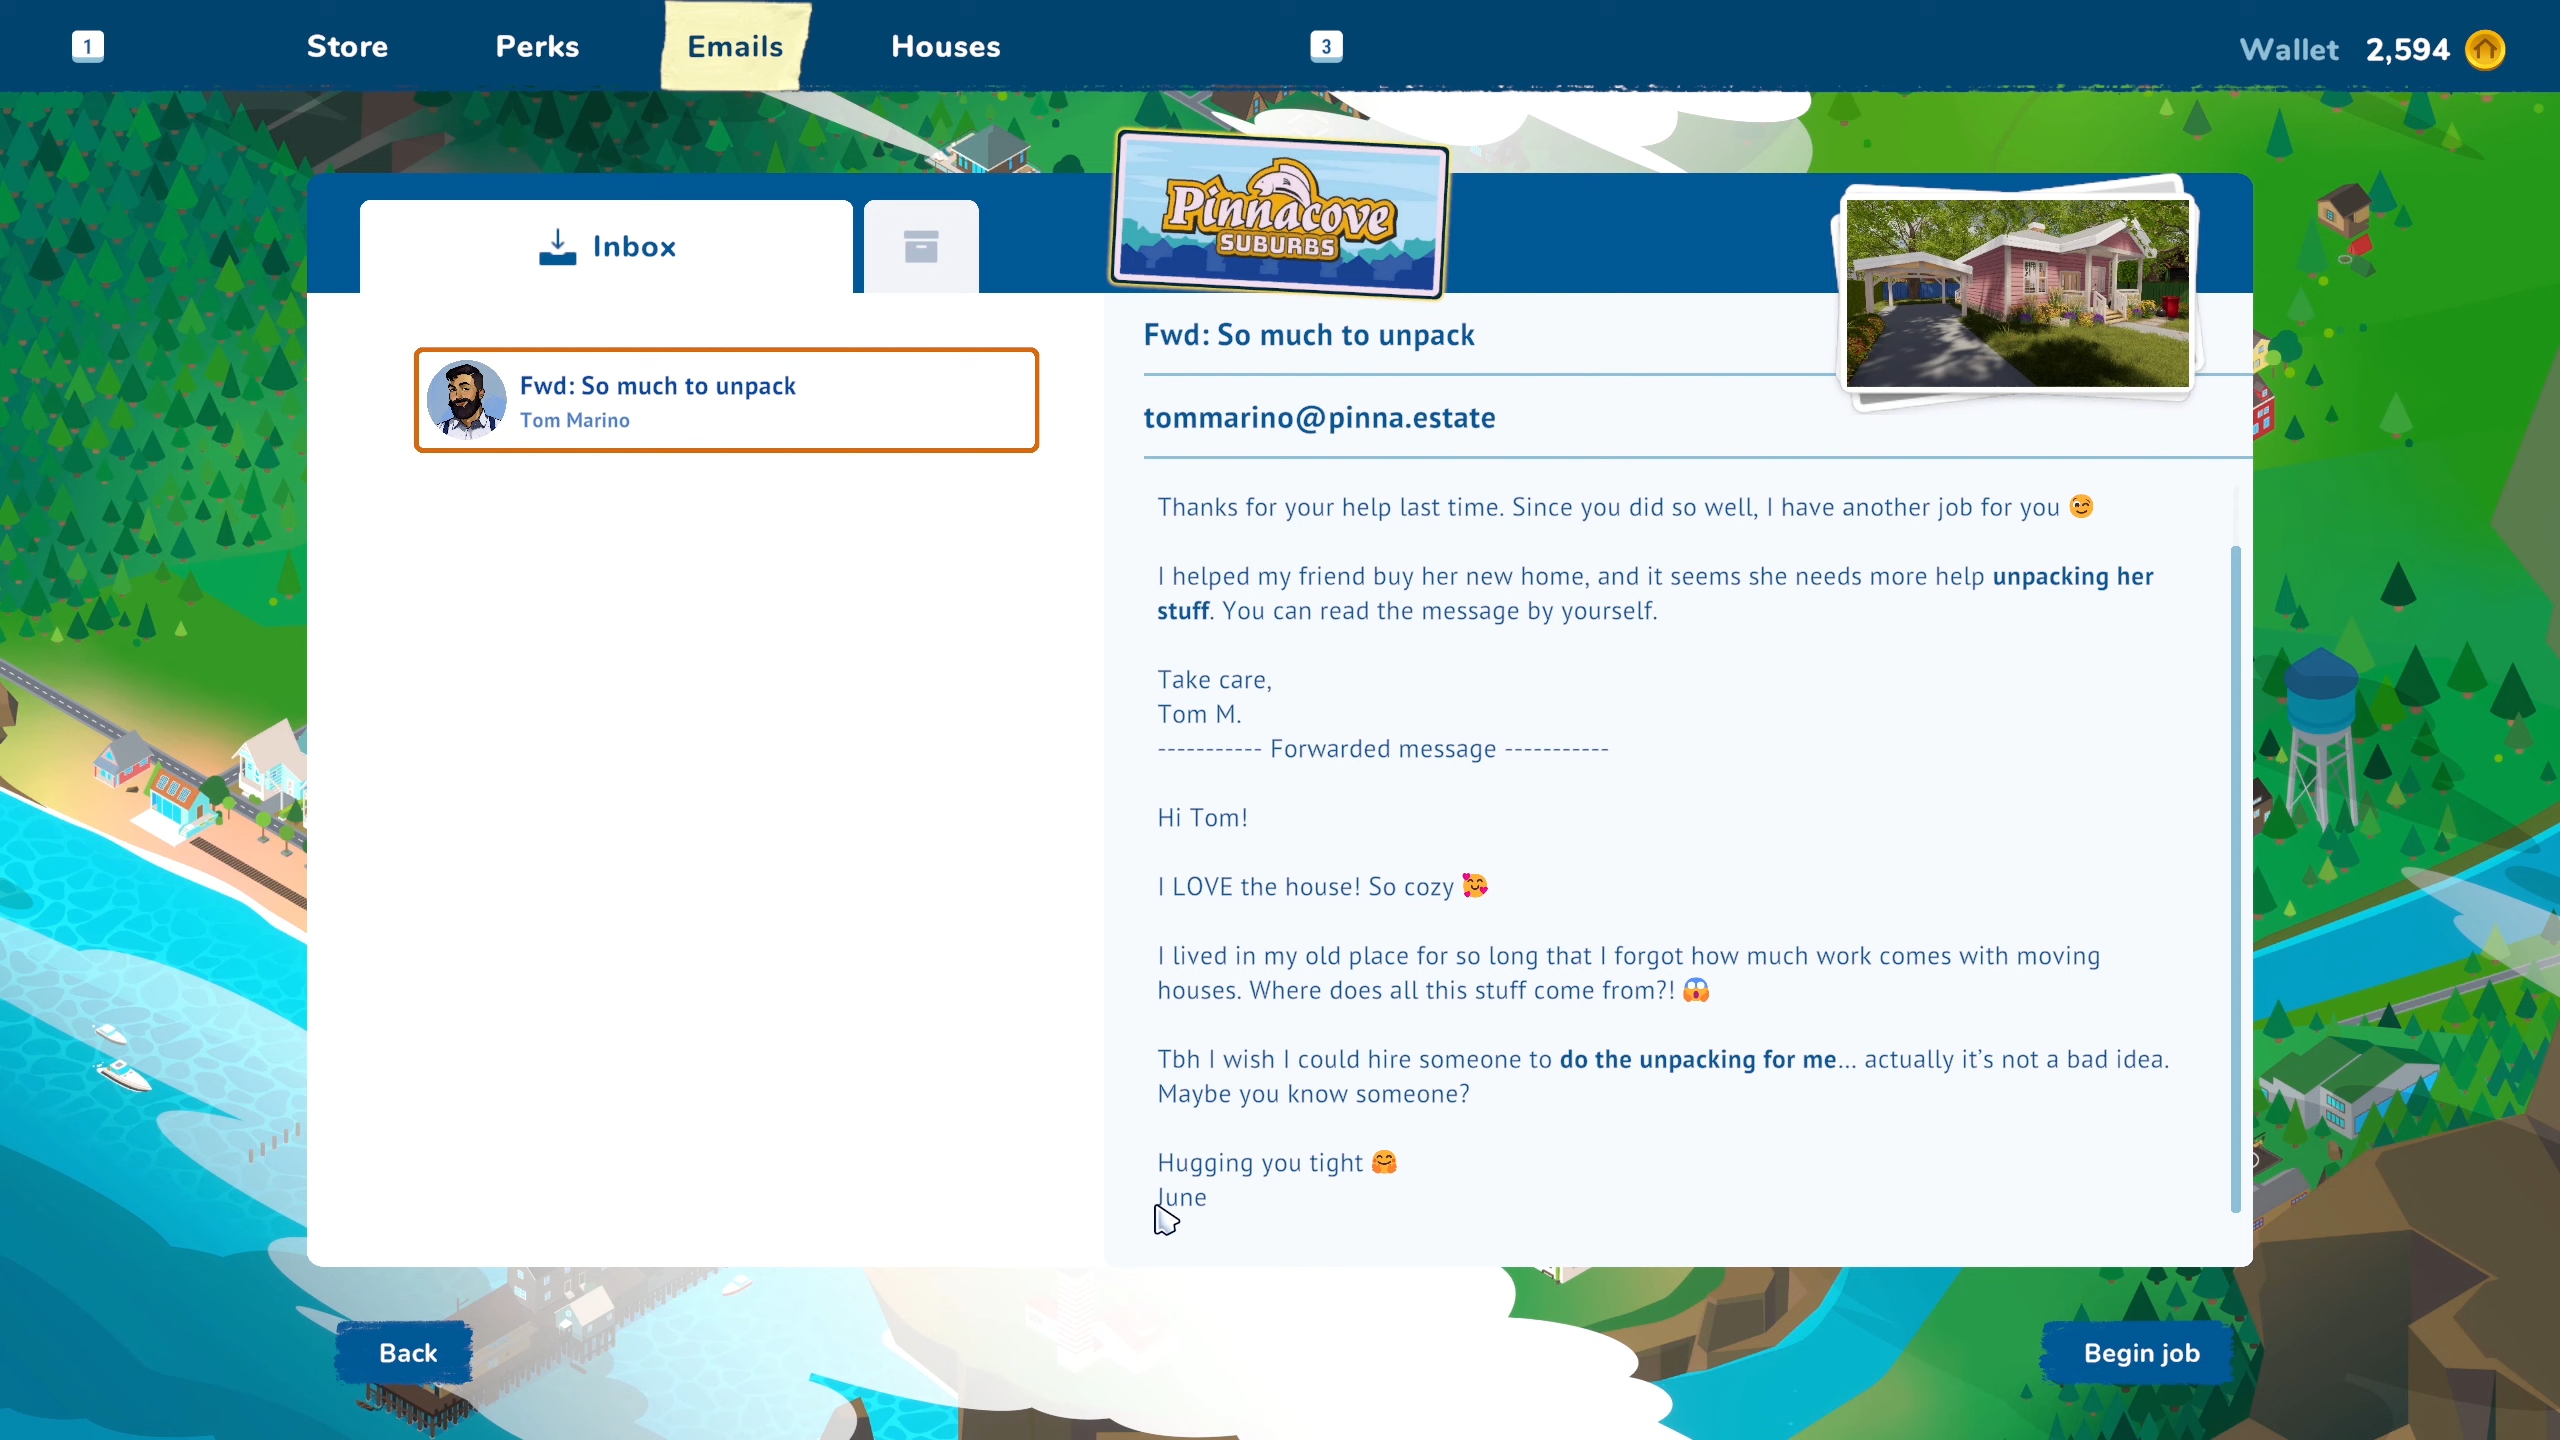 1
Store
Perks
Emails
Houses
3
Wallet 2,594
Inbox
Pinnacove
SUBURBS
Fwd: So much to unpack
Tom Marino
Fwd: So much to unpack
tommarino@pinna.estate
Thanks for your help last time. Since you did so well, I have another job for you 😉
I helped my friend buy her new home, and it seems she needs more help unpacking her
stuff. You can read the message by yourself.
Take care,
Tom M.
----------- Forwarded message -----------
Hi Tom!
I LOVE the house! So cozy 🥰
I lived in my old place for so long that I forgot how much work comes with moving
houses. Where does all this stuff come from?! 😱
Tbh I wish I could hire someone to do the unpacking for me... actually it's not a bad idea.
Maybe you know someone?
Hugging you tight 🤗
June
Back
Begin job